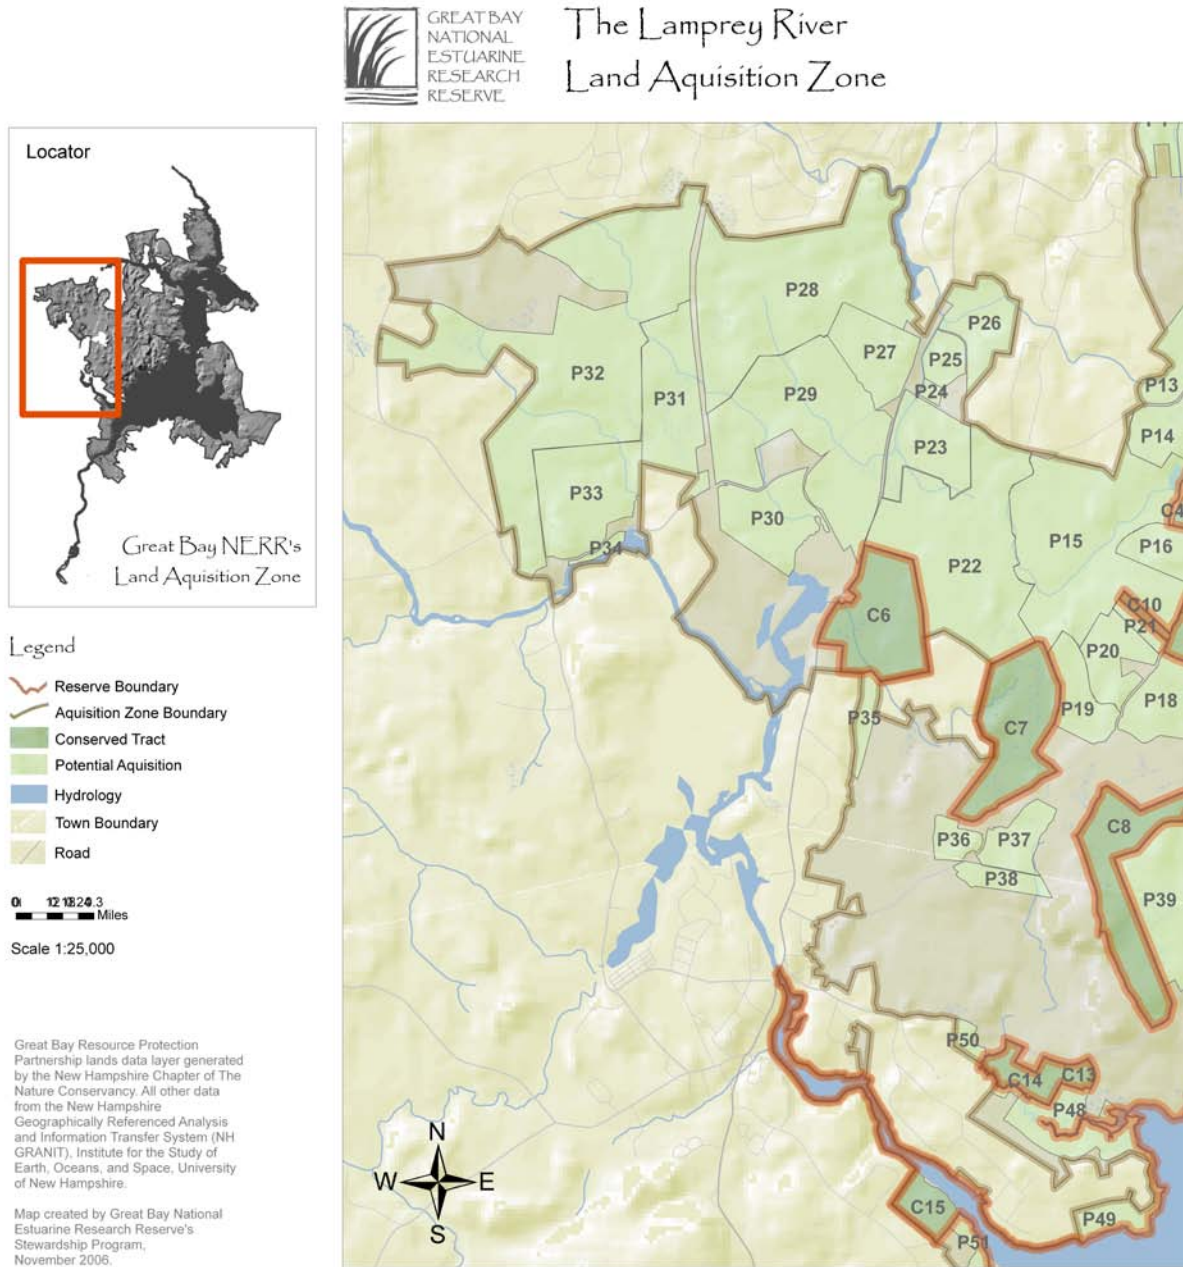 GREAT BAY
NATIONAL
ESTUARINE
RESEARCH
RESERVE
The Lamprey River
Land Aquisition Zone
Locator
Great Bay NERR's
Land Aquisition Zone
Legend
Reserve Boundary
Aquisition Zone Boundary
Conserved Tract
Potential Aquisition
Hydrology
Town Boundary
Road
Miles
Scale 1:25,000
Great Bay Resource Protection
Partnership lands data layer generated
by the New Hampshire Chapter of The
Nature Conservancy. All other data
from the New Hampshire
Geographically Referenced Analysis
and Information Transfer System (NH
GRANIT), Institute for the Study of
Earth, Oceans, and Space, University
of New Hampshire.
Map created by Great Bay National
Estuarine Research Reserve's
Stewardship Program,
November 2006.
P28
P26
P27
P25
P32
P31
P29
P24
P13
P23
P14
P33
P30
P34
C4
P15
P16
P22
C6
C10
P21
P20
P35
C7
P19
P18
P36
P37
C8
P38
P39
P50
C14
C13
P48
C15
P49
P51
N
W
E
S